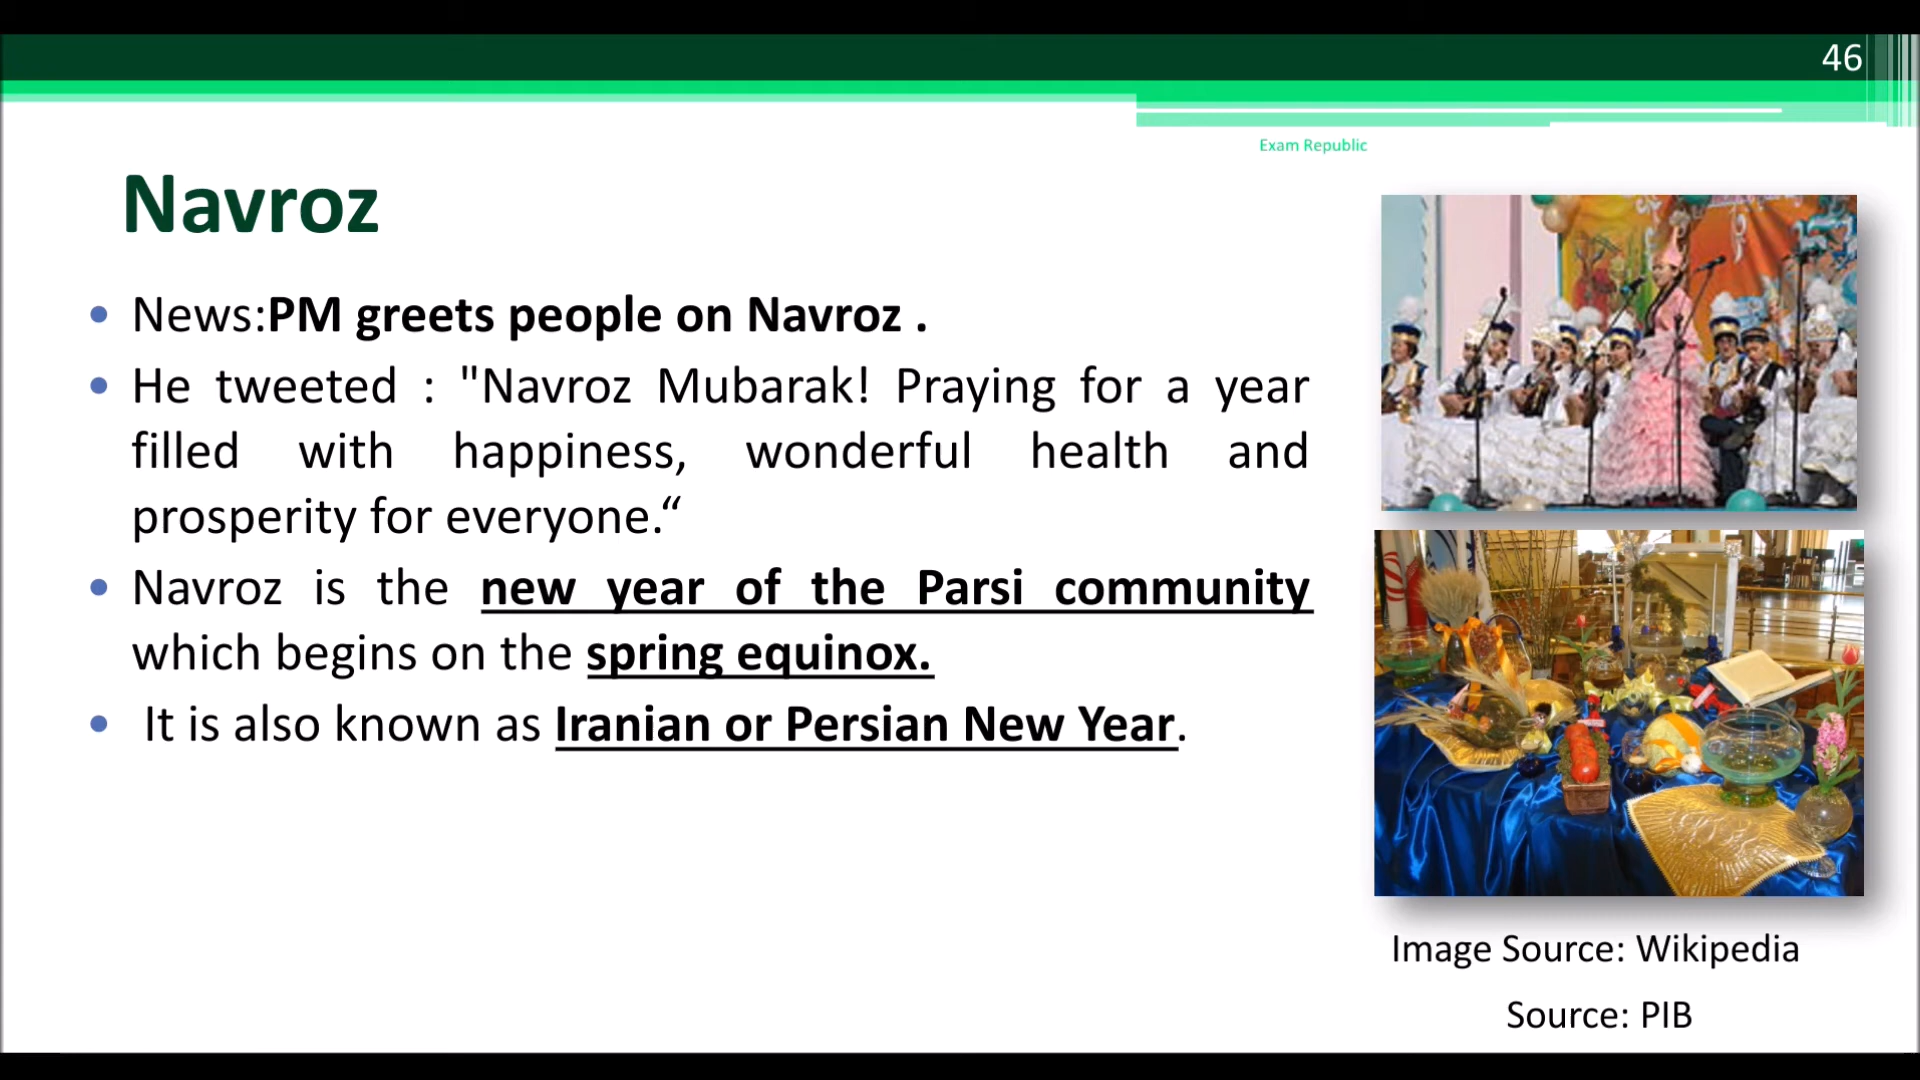 46
Exam Republic
Navroz
• News:PM greets people on Navroz .
• He tweeted : "Navroz Mubarak! Praying for a year
filled with happiness, wonderful health and
prosperity for everyone.“
• Navroz is the new year of the Parsi community
which begins on the spring equinox.
• It is also known as Iranian or Persian New Year.
Image Source: Wikipedia
Source: PIB